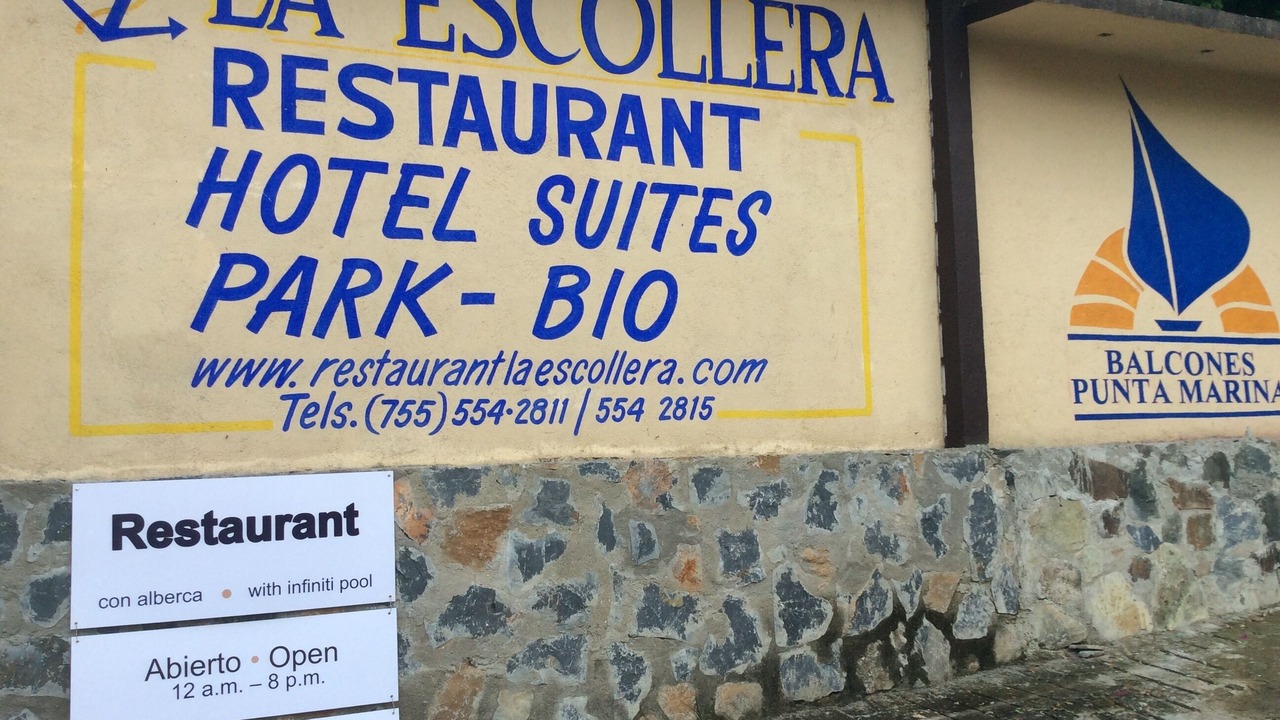 LA ESCOLLERA
RESTAURANT
HOTEL SUITES
PARK - BIO
www.restaurantlaescollera.com
Tels.(755)554·2811/554 2815
BALCONES
PUNTA MARINA
Restaurant
con alberca • with infiniti pool
Abierto • Open
12 a.m. – 8 p.m.